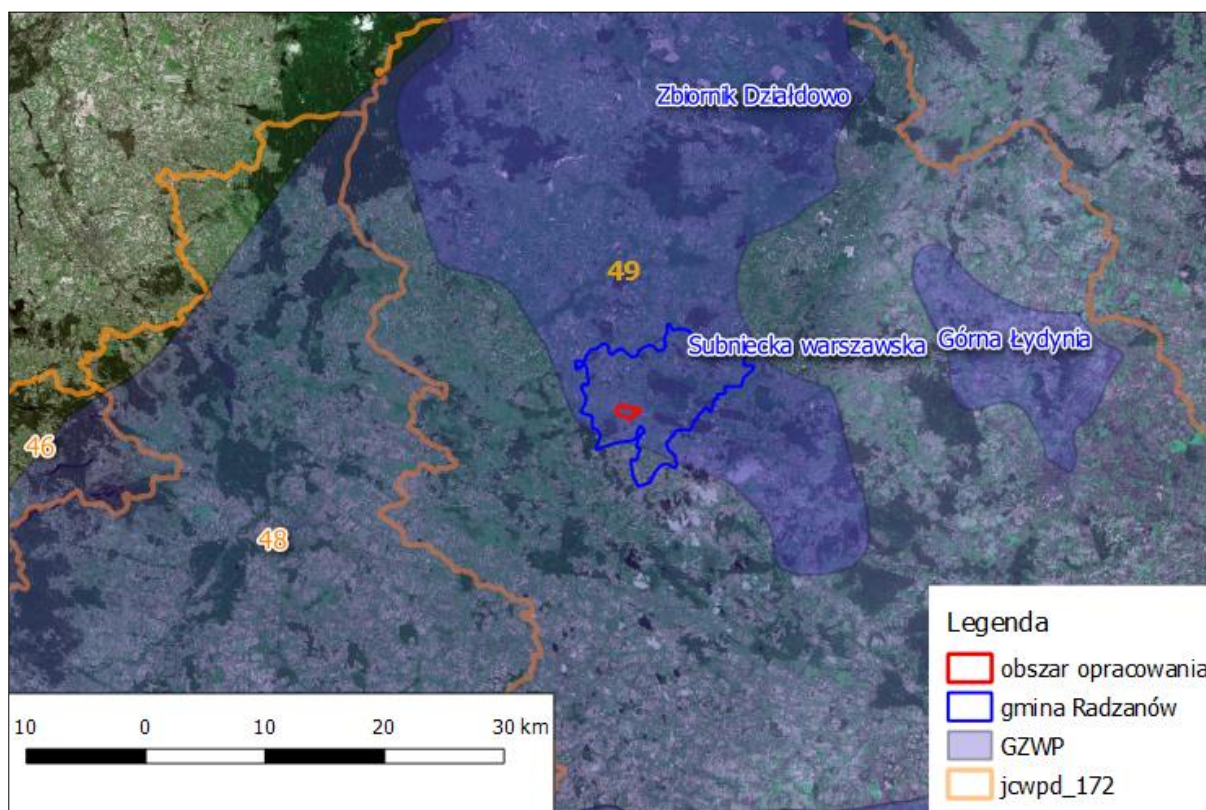 Zbiornik Działdowo
49
Subniecka warszawska
Górna Łydynia
46
48
10 0 10 20 30 km
Legenda
obszar opracowania
gmina Radzanów
GZWP
jcwpd_172